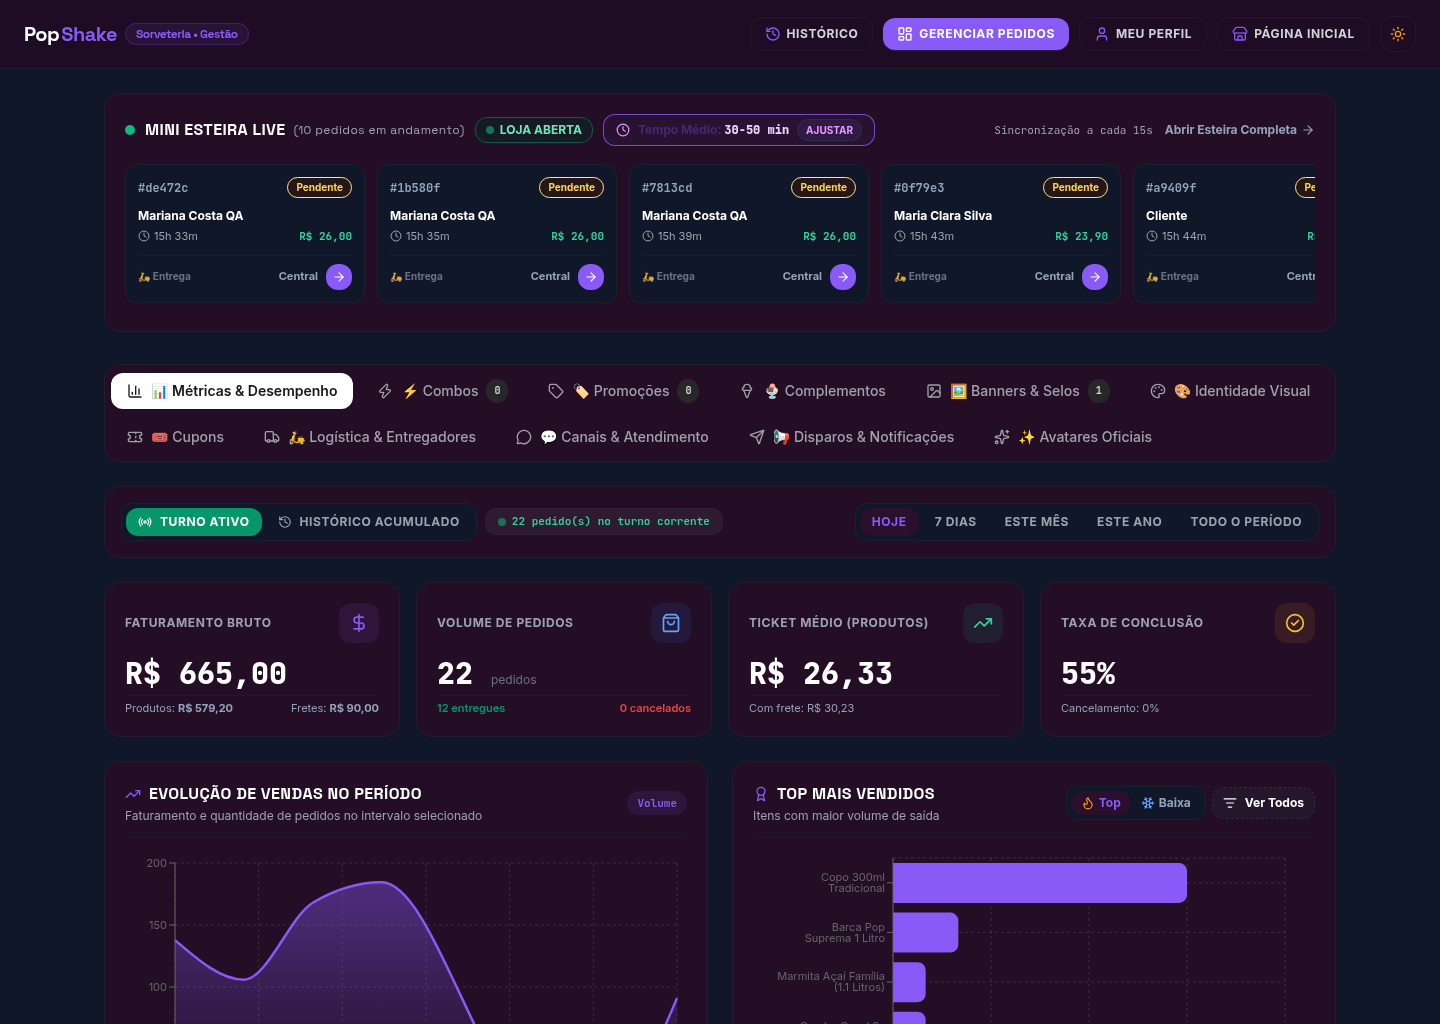 PopShake
Sorveteria • Gestão
HISTÓRICO
GERENCIAR PEDIDOS
MEU PERFIL
PÁGINA INICIAL
MINI ESTEIRA LIVE (10 pedidos em andamento)
LOJA ABERTA
Tempo Médio: 30-50 min AJUSTAR
Sincronização a cada 15s
Abrir Esteira Completa
#de472c Pendente
Mariana Costa QA
15h 33m R$ 26,00
🛵 Entrega Central
#1b580f Pendente
Mariana Costa QA
15h 35m R$ 26,00
🛵 Entrega Central
#7813cd Pendente
Mariana Costa QA
15h 39m R$ 26,00
🛵 Entrega Central
#0f79e3 Pendente
Maria Clara Silva
15h 43m R$ 23,90
🛵 Entrega Central
#a9409f Pe
Cliente
15h 44m R$
🛵 Entrega Centr
📊 Métricas & Desempenho
⚡ Combos 0
🏷️ Promoções 0
🍨 Complementos
🖼️ Banners & Selos 1
🎨 Identidade Visual
🎟️ Cupons
🛵 Logística & Entregadores
💬 Canais & Atendimento
📢 Disparos & Notificações
✨ Avatares Oficiais
TURNO ATIVO
HISTÓRICO ACUMULADO
22 pedido(s) no turno corrente
HOJE
7 DIAS
ESTE MÊS
ESTE ANO
TODO O PERÍODO
FATURAMENTO BRUTO
R$ 665,00
Produtos: R$ 579,20 Fretes: R$ 90,00
VOLUME DE PEDIDOS
22 pedidos
12 entregues 0 cancelados
TICKET MÉDIO (PRODUTOS)
R$ 26,33
Com frete: R$ 30,23
TAXA DE CONCLUSÃO
55%
Cancelamento: 0%
EVOLUÇÃO DE VENDAS NO PERÍODO
Faturamento e quantidade de pedidos no intervalo selecionado
Volume
200
150
100
TOP MAIS VENDIDOS
Itens com maior volume de saída
🔥 Top
❄️ Baixa
Ver Todos
Copo 300ml
Tradicional
Barca Pop
Suprema 1 Litro
Marmita Açaí Família
(1.1 Litros)